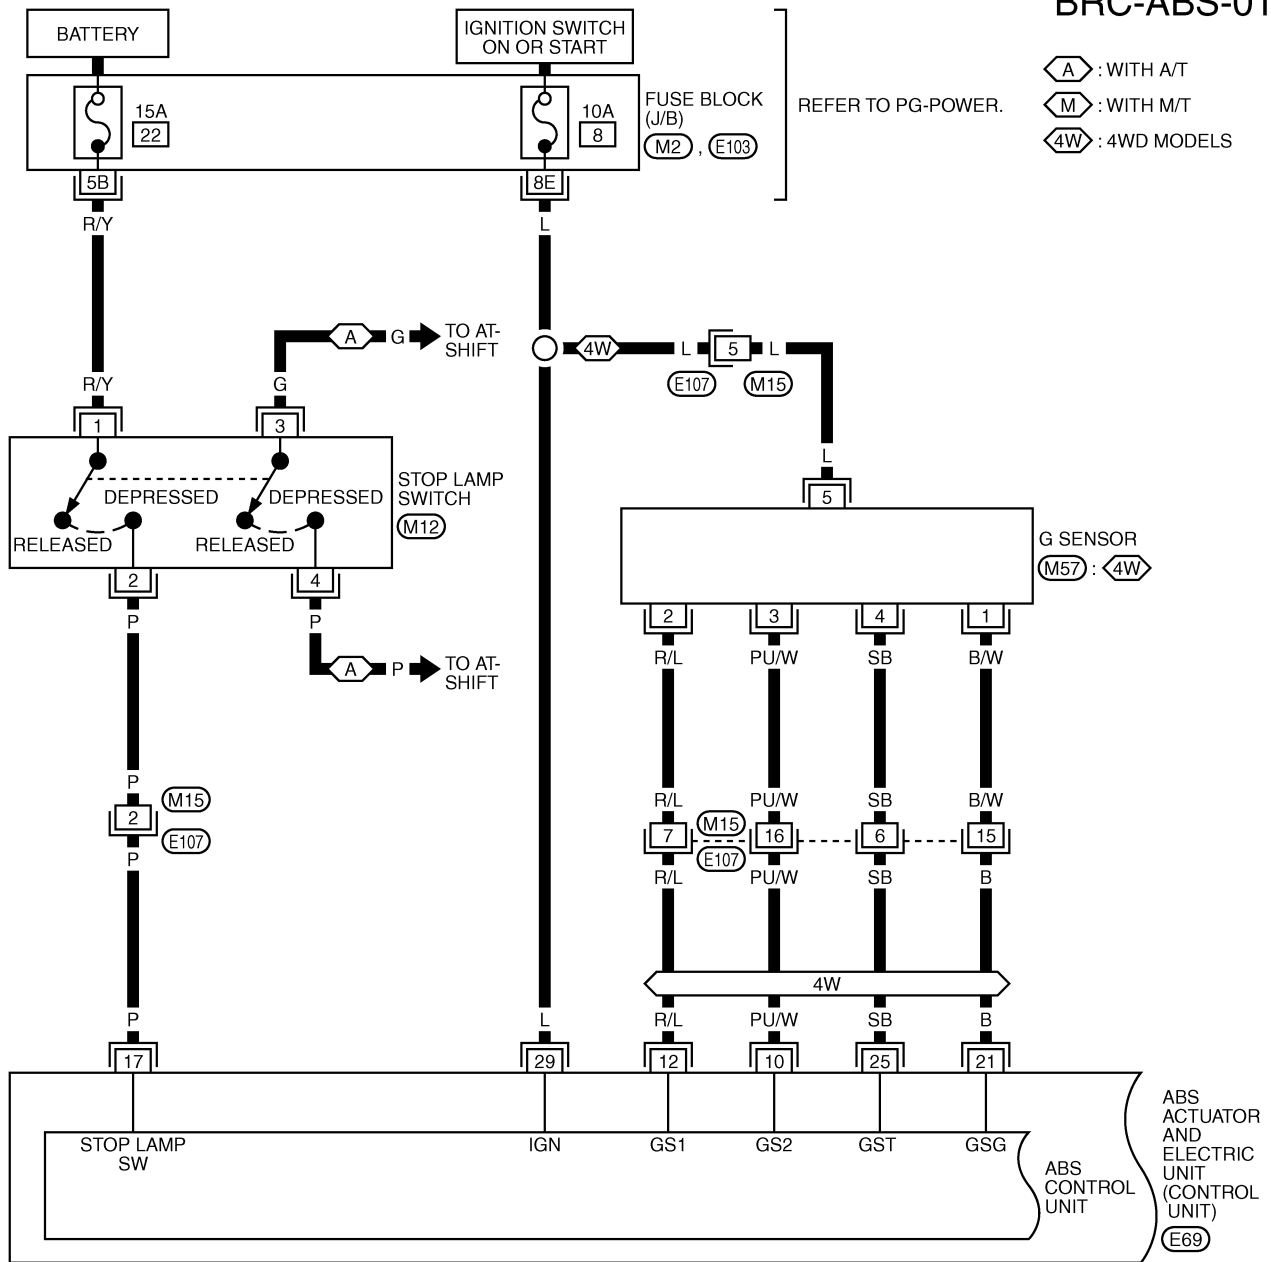 BRC-ABS-01
BATTERY
IGNITION SWITCH
ON OR START
A : WITH A/T
M : WITH M/T
4W : 4WD MODELS
15A
22
10A
8
FUSE BLOCK
(J/B)
M2 , E103
REFER TO PG-POWER.
5B
8E
R/Y
L
A
G
TO AT-
SHIFT
4W
L
5
L
E107
M15
R/Y
G
1
3
L
5
DEPRESSED
DEPRESSED
RELEASED
RELEASED
STOP LAMP
SWITCH
M12
G SENSOR
M57 : 4W
2
4
2
3
4
1
P
P
R/L
PU/W
SB
B/W
A
P
TO AT-
SHIFT
P
M15
2
E107
P
R/L
PU/W
SB
B/W
7
M15
16
6
15
E107
R/L
PU/W
SB
B
4W
P
L
R/L
PU/W
SB
B
17
29
12
10
25
21
STOP LAMP
SW
IGN
GS1
GS2
GST
GSG
ABS
CONTROL
UNIT
ABS
ACTUATOR
AND
ELECTRIC
UNIT
(CONTROL
UNIT)
E69